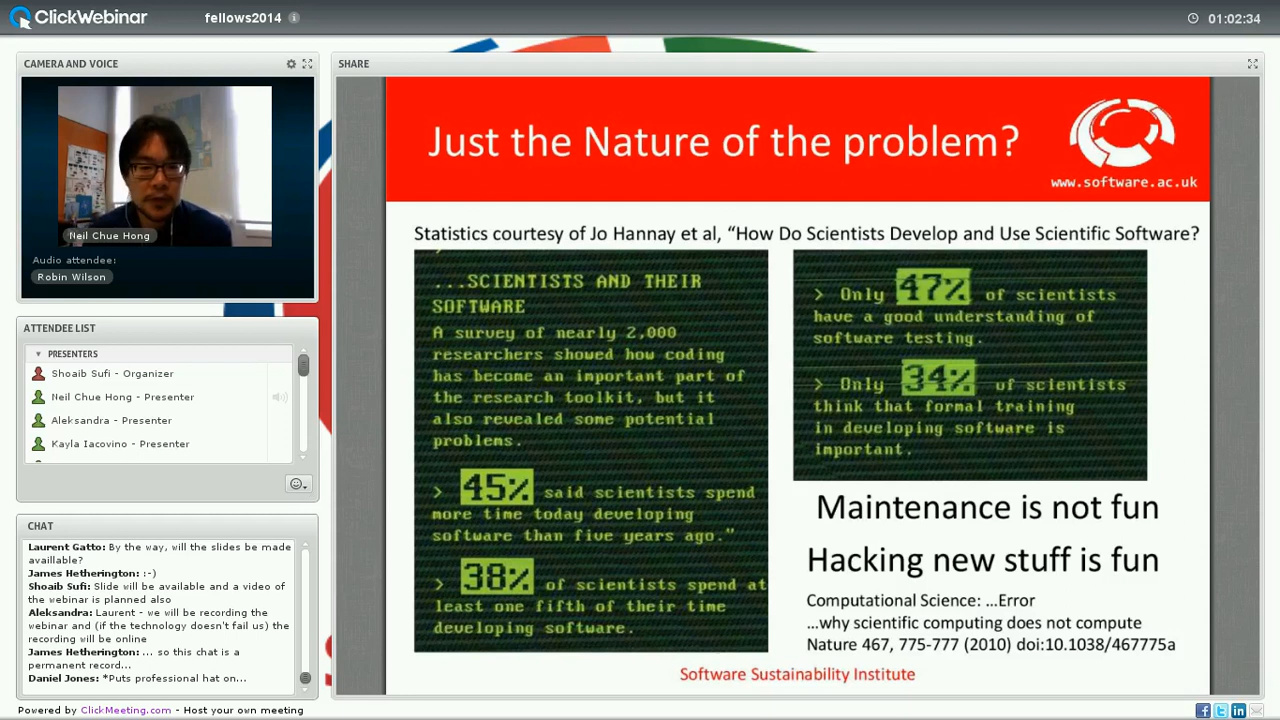 ClickWebinar
fellows2014
01:02:34
CAMERA AND VOICE
Neil Chue Hong
Audio attendee:
Robin Wilson
ATTENDEE LIST
PRESENTERS
Shoaib Sufi - Organizer
Neil Chue Hong - Presenter
Aleksandra - Presenter
Kayla Iacovino - Presenter
CHAT
Laurent Gatto: By the way, will the slides be made
availlable?
James Hetherington: :-)
Shoaib Sufi: Slide will be available and a video of
the webinar is planned also
Aleksandra: Laurent - we will be recording the
webinar and (if the technology doesn't fail us) the
recording will be online
James Hetherington: ... so this chat is a
permanent record...
Daniel Jones: *Puts professional hat on...
SHARE
Just the Nature of the problem?
www.software.ac.uk
Statistics courtesy of Jo Hannay et al, “How Do Scientists Develop and Use Scientific Software?
...SCIENTISTS AND THEIR
SOFTWARE
A survey of nearly 2,000
researchers showed how coding
has become an important part of
the research toolkit, but it
also revealed some potential
problems.
> 45% said scientists spend
more time today developing
software than five years ago."
> 38% of scientists spend at
least one fifth of their time
developing software.
> Only 47% of scientists
have a good understanding of
software testing.
> Only 34% of scientists
think that formal training
in developing software is
important.
Maintenance is not fun
Hacking new stuff is fun
Computational Science: ...Error
...why scientific computing does not compute
Nature 467, 775-777 (2010) doi:10.1038/467775a
Software Sustainability Institute
Powered by ClickMeeting.com - Host your own meeting